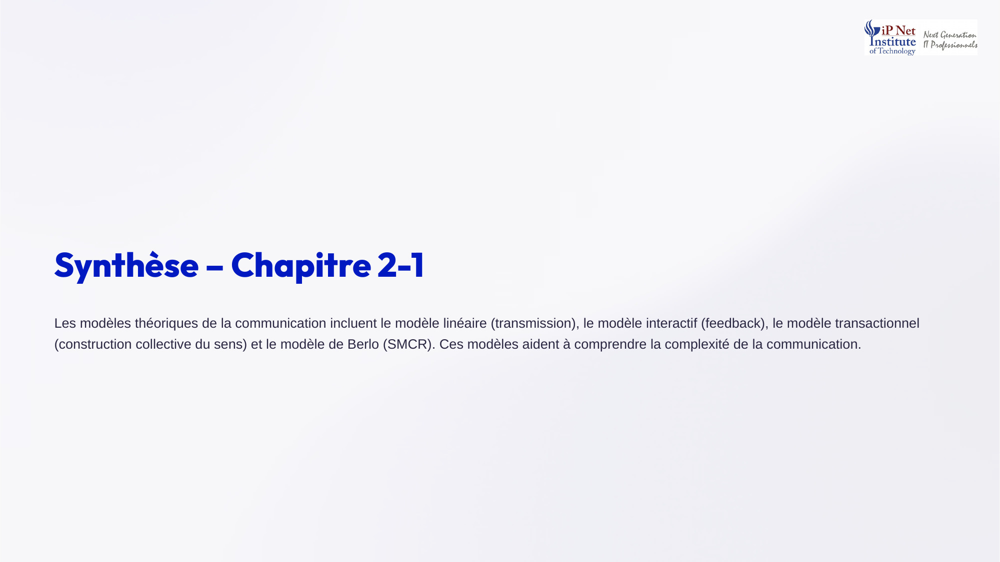 iP Net
Institute
of Technology
Next Generation
IT Professionnels
Synthèse – Chapitre 2-1
Les modèles théoriques de la communication incluent le modèle linéaire (transmission), le modèle interactif (feedback), le modèle transactionnel
(construction collective du sens) et le modèle de Berlo (SMCR). Ces modèles aident à comprendre la complexité de la communication.